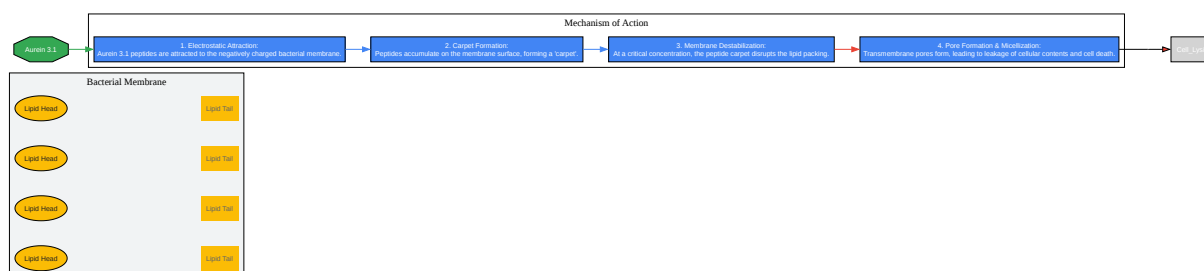 Mechanism of Action
Aurein 3.1
1. Electrostatic Attraction:
Aurein 3.1 peptides are attracted to the negatively charged bacterial membrane.
2. Carpet Formation:
Peptides accumulate on the membrane surface, forming a 'carpet'.
3. Membrane Destabilization:
At a critical concentration, the peptide carpet disrupts the lipid packing.
4. Pore Formation & Micellization:
Transmembrane pores form, leading to leakage of cellular contents and cell death.
Bacterial Membrane
Lipid Head
Lipid Tail
Lipid Head
Lipid Tail
Lipid Head
Lipid Tail
Lipid Head
Lipid Tail